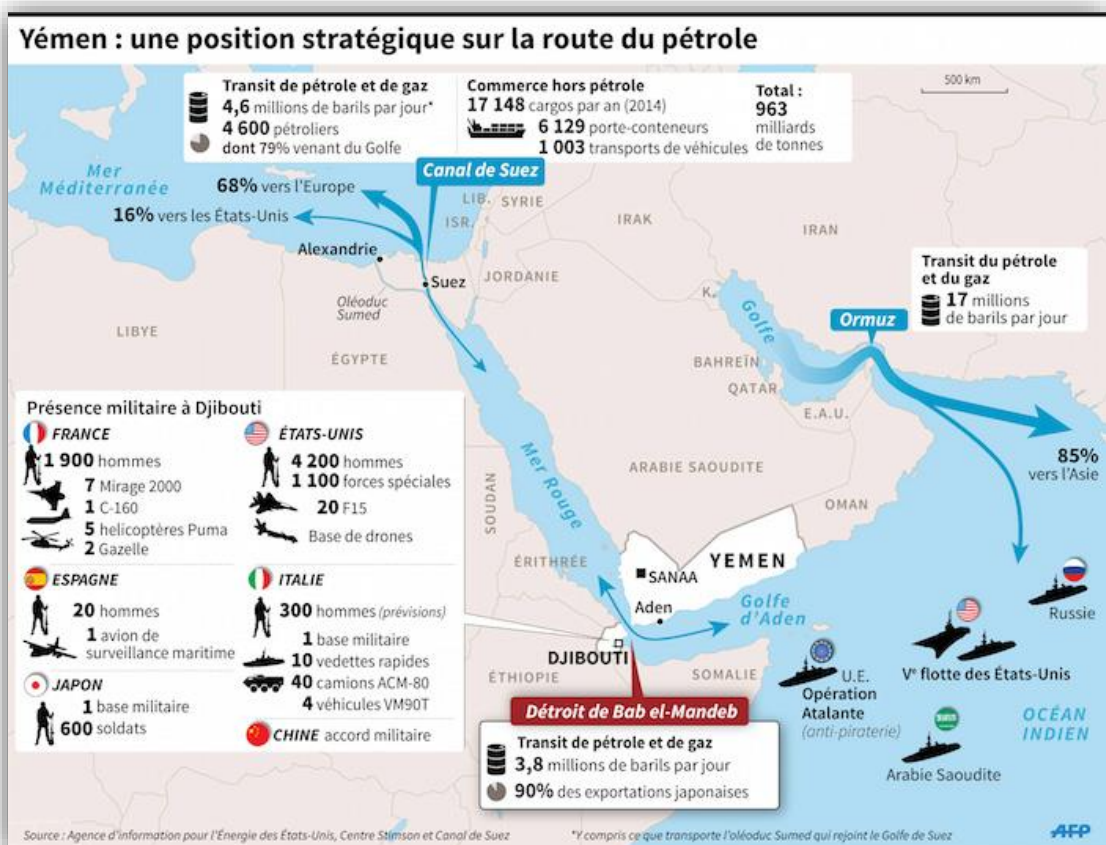 Yémen : une position stratégique sur la route du pétrole
500 km
Transit de pétrole et de gaz
4,6 millions de barils par jour*
4 600 pétroliers
dont 79% venant du Golfe
Commerce hors pétrole
17 148 cargos par an (2014)
6 129 porte-conteneurs
1 003 transports de véhicules
Total :
963
milliards
de tonnes
Mer
Méditerranée
68% vers l'Europe
16% vers les États-Unis
Canal de Suez
LIB.
SYRIE
ISR.
IRAK
IRAN
Alexandrie
Suez
JORDANIE
Oléoduc
Sumed
LIBYE
ÉGYPTE
K.
Golfe
Ormuz
Transit du pétrole
et du gaz
17 millions
de barils par jour
BAHREÏN
QATAR
E.A.U.
85%
vers l'Asie
ARABIE SAOUDITE
OMAN
Mer Rouge
SOUDAN
ÉRITHRÉE
YEMEN
SANAA
Aden
Golfe
d'Aden
DJIBOUTI
ÉTHIOPIE
SOMALIE
Présence militaire à Djibouti
FRANCE
1 900 hommes
7 Mirage 2000
1 C-160
5 helicoptères Puma
2 Gazelle
ÉTATS-UNIS
4 200 hommes
1 100 forces spéciales
20 F15
Base de drones
ESPAGNE
20 hommes
1 avion de
surveillance maritime
ITALIE
300 hommes (prévisions)
1 base militaire
10 vedettes rapides
40 camions ACM-80
4 véhicules VM90T
JAPON
1 base militaire
600 soldats
CHINE accord militaire
Détroit de Bab el-Mandeb
Transit de pétrole et de gaz
3,8 millions de barils par jour
90% des exportations japonaises
Russie
Ve flotte des États-Unis
U.E.
Opération
Atalante
(anti-piraterie)
Arabie Saoudite
OCÉAN
INDIEN
Source : Agence d'information pour l'Énergie des États-Unis, Centre Stimson et Canal de Suez
*Y compris ce que transporte l'oléoduc Sumed qui rejoint le Golfe de Suez
AFP